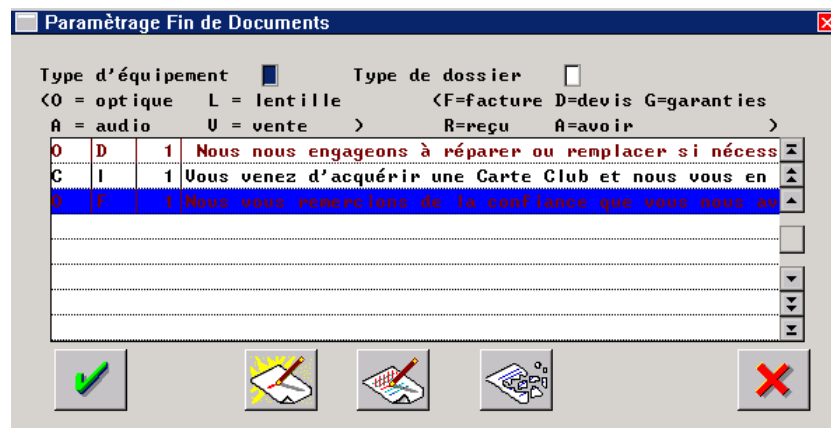 Paramètrage Fin de Documents
Type d'équipement Type de dossier
(O = optique L = lentille (F=facture D=devis G=garanties
A = audio V = vente ) R=reçu A=avoir )
O D 1 Nous nous engageons à réparer ou remplacer si nécess
C I 1 Vous venez d'acquérir une Carte Club et nous vous en
O F 1 Nous vous remercions de la confiance que vous nous av